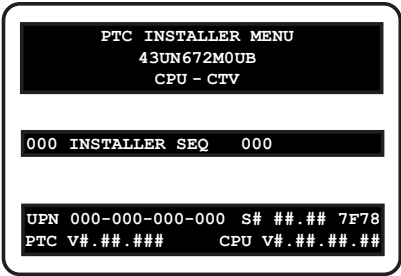 PTC INSTALLER MENU
43UN672M0UB
CPU - CTV
000 INSTALLER SEQ 000
UPN 000-000-000-000 S# ##.## 7F78
PTC V#.##.### CPU V#.##.##.##